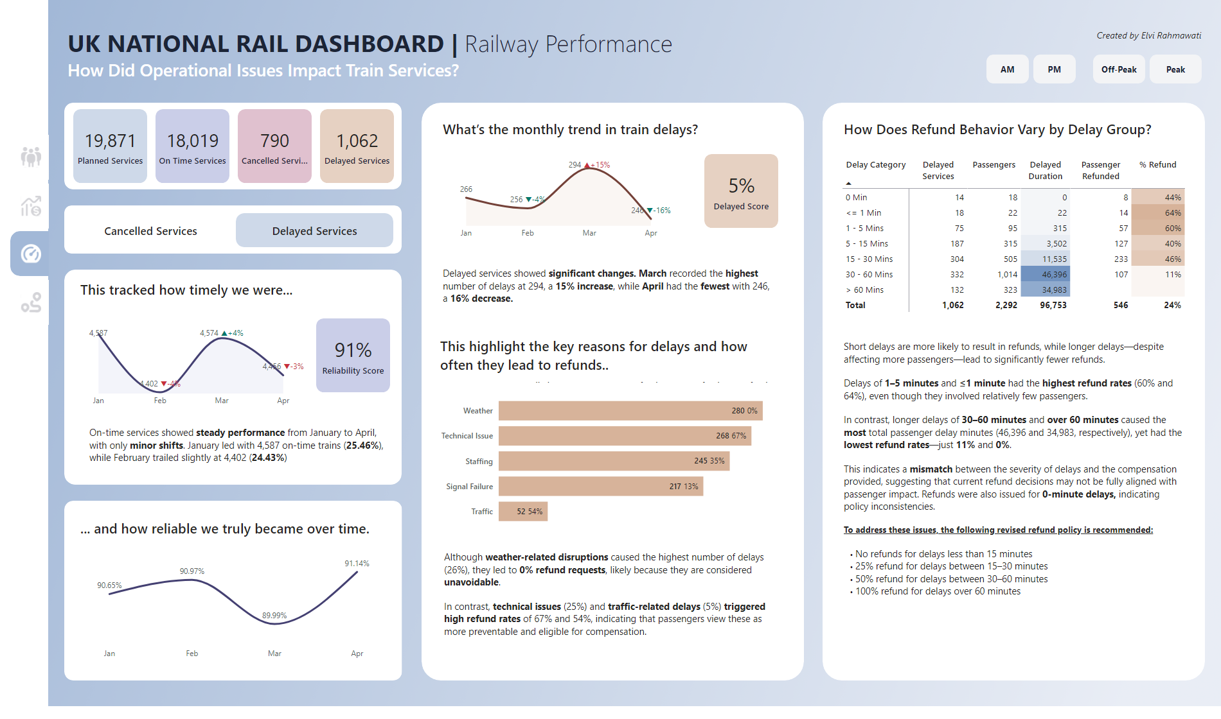 UK NATIONAL RAIL DASHBOARD | Railway Performance
How Did Operational Issues Impact Train Services?
Created by Elvi Rahmawati
AM PM Off-Peak Peak
19,871 18,019 790 1,062
Planned Services On Time Services Cancelled Servi... Delayed Services
Cancelled Services Delayed Services
This tracked how timely we were...
4,587
4,574 ▲+4%
4,402 ▼-4%
4,466 ▼-3%
Jan Feb Mar Apr
91%
Reliability Score
On-time services showed steady performance from January to April,
with only minor shifts. January led with 4,587 on-time trains (25.46%),
while February trailed slightly at 4,402 (24.43%)
... and how reliable we truly became over time.
90.65%
90.97%
89.99%
91.14%
Jan Feb Mar Apr
What's the monthly trend in train delays?
294 ▲+15%
266
256 ▼-4%
246 ▼-16%
Jan Feb Mar Apr
5%
Delayed Score
Delayed services showed significant changes. March recorded the highest
number of delays at 294, a 15% increase, while April had the fewest with 246,
a 16% decrease.
This highlight the key reasons for delays and how
often they lead to refunds..
Weather 280 0%
Technical Issue 268 67%
Staffing 245 35%
Signal Failure 217 13%
Traffic 52 54%
Although weather-related disruptions caused the highest number of delays
(26%), they led to 0% refund requests, likely because they are considered
unavoidable.
In contrast, technical issues (25%) and traffic-related delays (5%) triggered
high refund rates of 67% and 54%, indicating that passengers view these as
more preventable and eligible for compensation.
How Does Refund Behavior Vary by Delay Group?
Delay Category Delayed Passengers Delayed Passenger % Refund
Services Duration Refunded
0 Min 14 18 0 8 44%
<= 1 Min 18 22 22 14 64%
1 - 5 Mins 75 95 315 57 60%
5 - 15 Mins 187 315 3,502 127 40%
15 - 30 Mins 304 505 11,535 233 46%
30 - 60 Mins 332 1,014 46,396 107 11%
> 60 Mins 132 323 34,983
Total 1,062 2,292 96,753 546 24%
Short delays are more likely to result in refunds, while longer delays—despite
affecting more passengers—lead to significantly fewer refunds.
Delays of 1–5 minutes and ≤1 minute had the highest refund rates (60% and
64%), even though they involved relatively few passengers.
In contrast, longer delays of 30–60 minutes and over 60 minutes caused the
most total passenger delay minutes (46,396 and 34,983, respectively), yet had the
lowest refund rates—just 11% and 0%.
This indicates a mismatch between the severity of delays and the compensation
provided, suggesting that current refund decisions may not be fully aligned with
passenger impact. Refunds were also issued for 0-minute delays, indicating
policy inconsistencies.
To address these issues, the following revised refund policy is recommended:
• No refunds for delays less than 15 minutes
• 25% refund for delays between 15–30 minutes
• 50% refund for delays between 30–60 minutes
• 100% refund for delays over 60 minutes